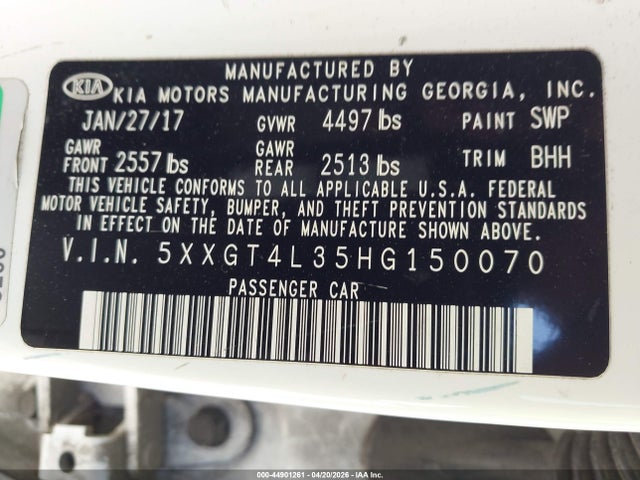 MANUFACTURED BY
KIA KIA MOTORS MANUFACTURING GEORGIA, INC.
JAN/27/17 GVWR 4497 lbs PAINT SWP
GAWR FRONT 2557 lbs GAWR REAR 2513 lbs TRIM BHH
THIS VEHICLE CONFORMS TO ALL APPLICABLE U.S.A. FEDERAL
MOTOR VEHICLE SAFETY, BUMPER, AND THEFT PREVENTION STANDARDS
IN EFFECT ON THE DATE OF MANUFACTURE SHOWN ABOVE.
V.I.N. 5XXGT4L35HG150070
PASSENGER CAR
000-44901261 - 04/20/2026 - IAA Inc.